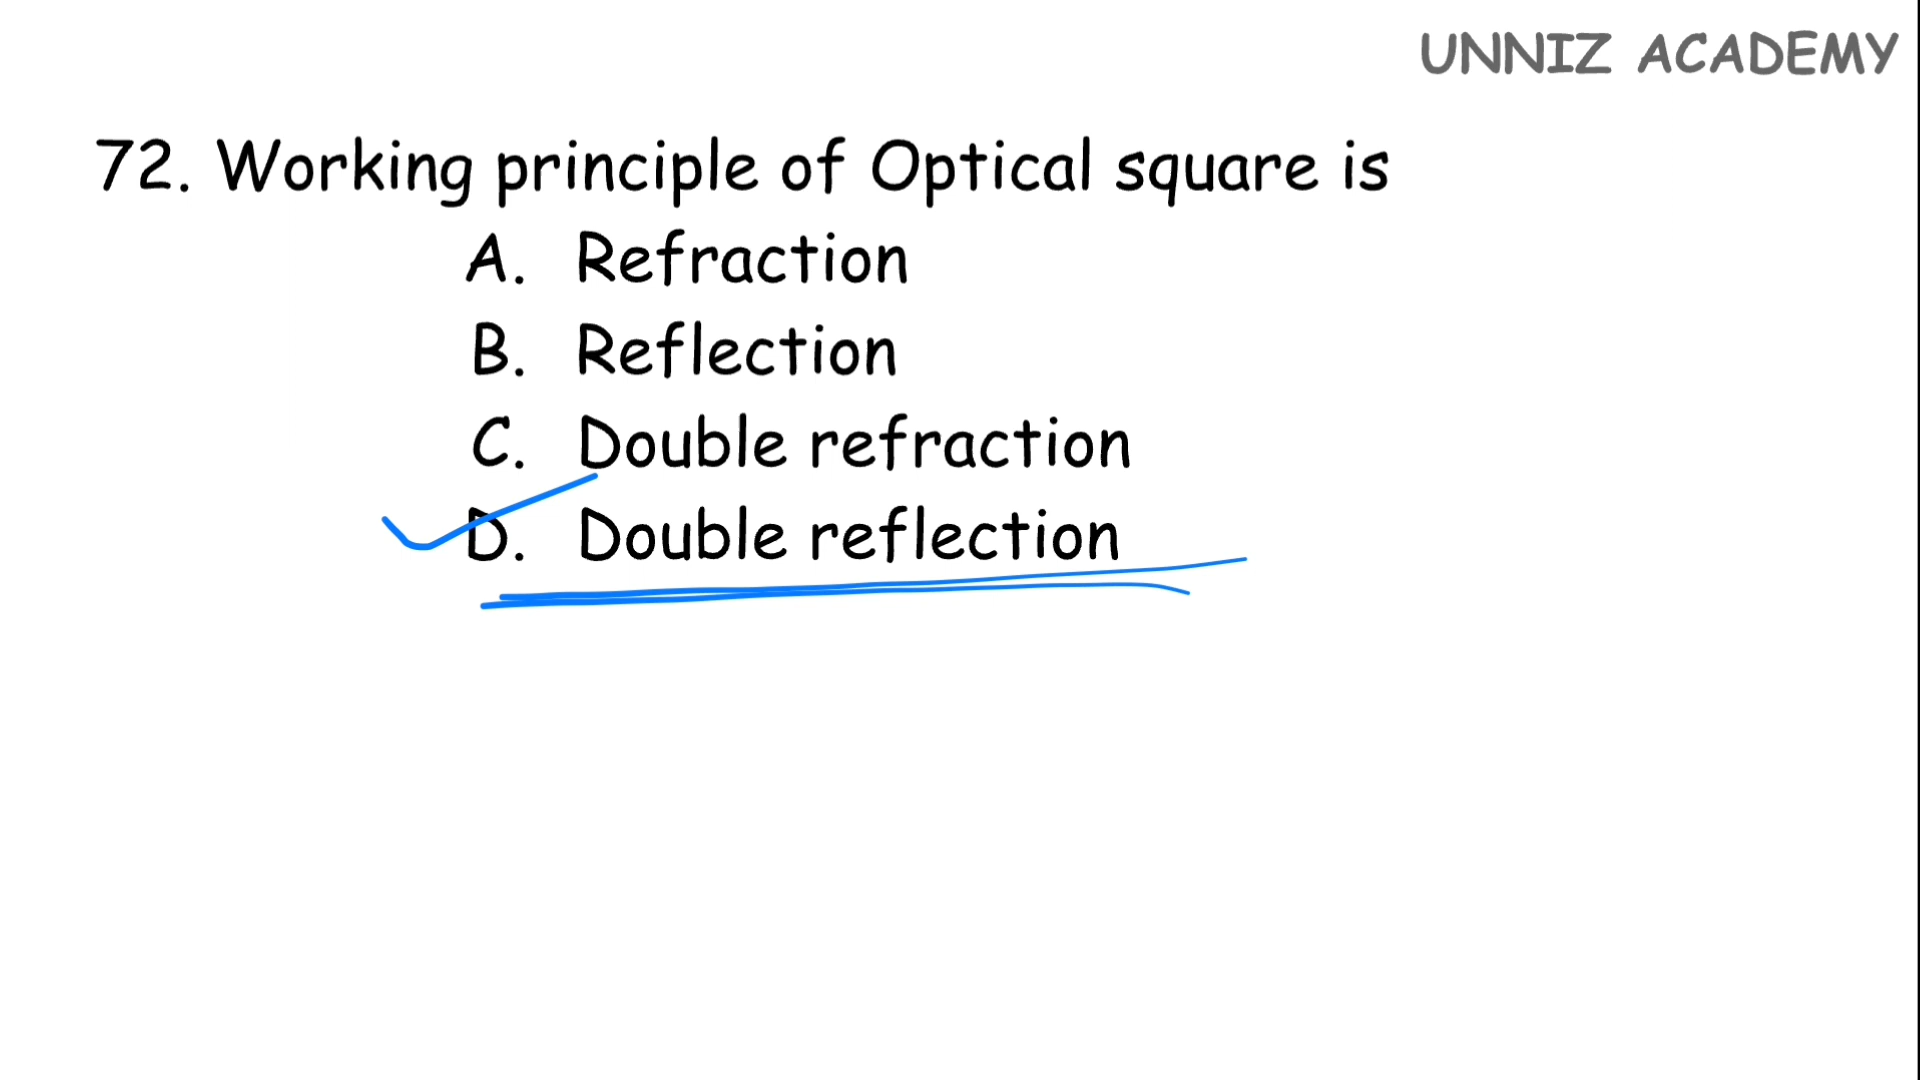 UNNIZ ACADEMY
72. Working principle of Optical square is
A. Refraction
B. Reflection
C. Double refraction
D. Double reflection